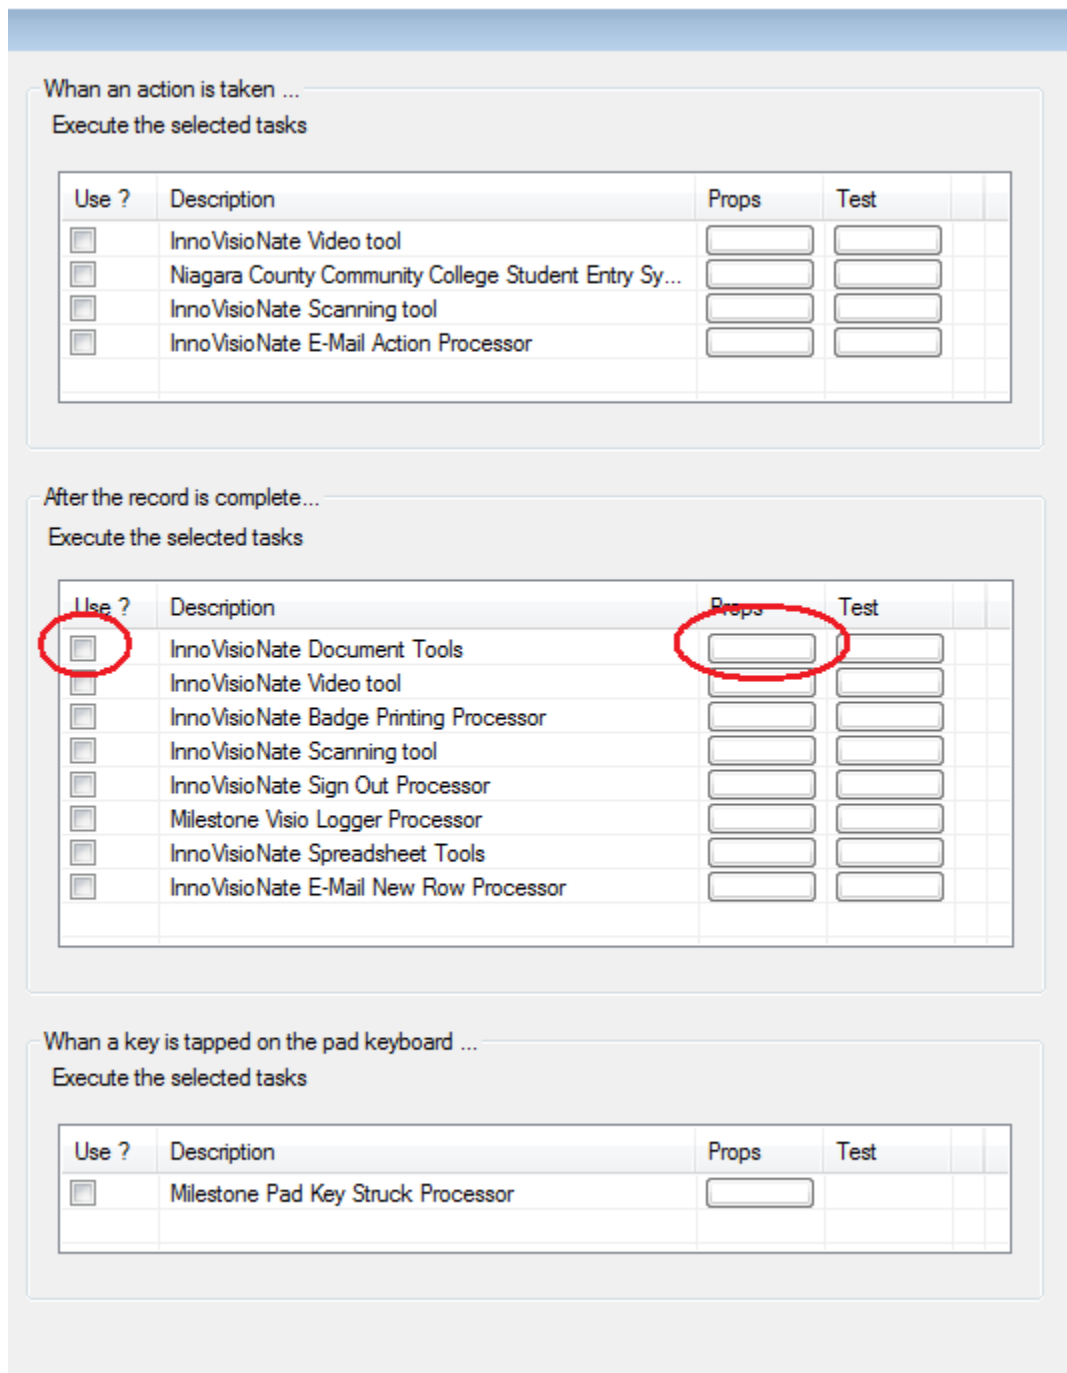 Whan an action is taken ...
Execute the selected tasks
Use ? Description Props Test
InnoVisioNate Video tool
Niagara County Community College Student Entry Sy...
InnoVisioNate Scanning tool
InnoVisioNate E-Mail Action Processor
After the record is complete...
Execute the selected tasks
Use ? Description Props Test
InnoVisioNate Document Tools
InnoVisioNate Video tool
InnoVisioNate Badge Printing Processor
InnoVisioNate Scanning tool
InnoVisioNate Sign Out Processor
Milestone Visio Logger Processor
InnoVisioNate Spreadsheet Tools
InnoVisioNate E-Mail New Row Processor
Whan a key is tapped on the pad keyboard ...
Execute the selected tasks
Use ? Description Props Test
Milestone Pad Key Struck Processor